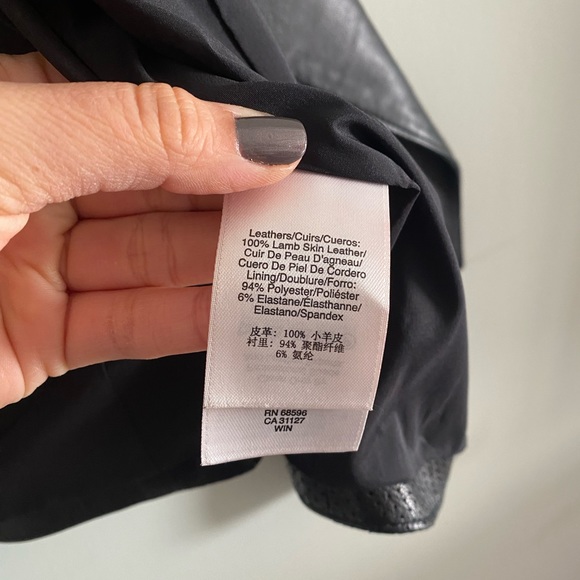 Leathers/Cuirs/Cueros:
100% Lamb Skin Leather/
Cuir De Peau D'agneau/
Cuero De Piel De Cordero
Lining/Doublure/Forro:
94% Polyester/Poliéster
6% Elastane/Élasthanne/
Elastano/Spandex
皮革: 100% 小羊皮
衬里: 94% 聚酯纤维
6% 氨纶
RN 68596
CA 31127
WIN